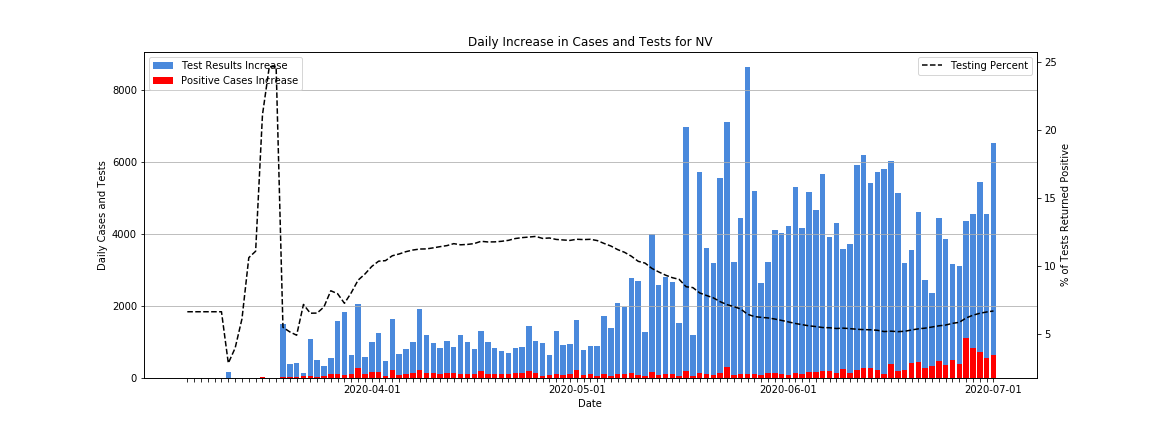 Daily Increase in Cases and Tests for NV
Test Results Increase
Positive Cases Increase
Testing Percent
8000
6000
4000
2000
0
Daily Cases and Tests
25
20
15
10
5
% of Tests Returned Positive
2020-04-01
2020-05-01
2020-06-01
2020-07-01
Date